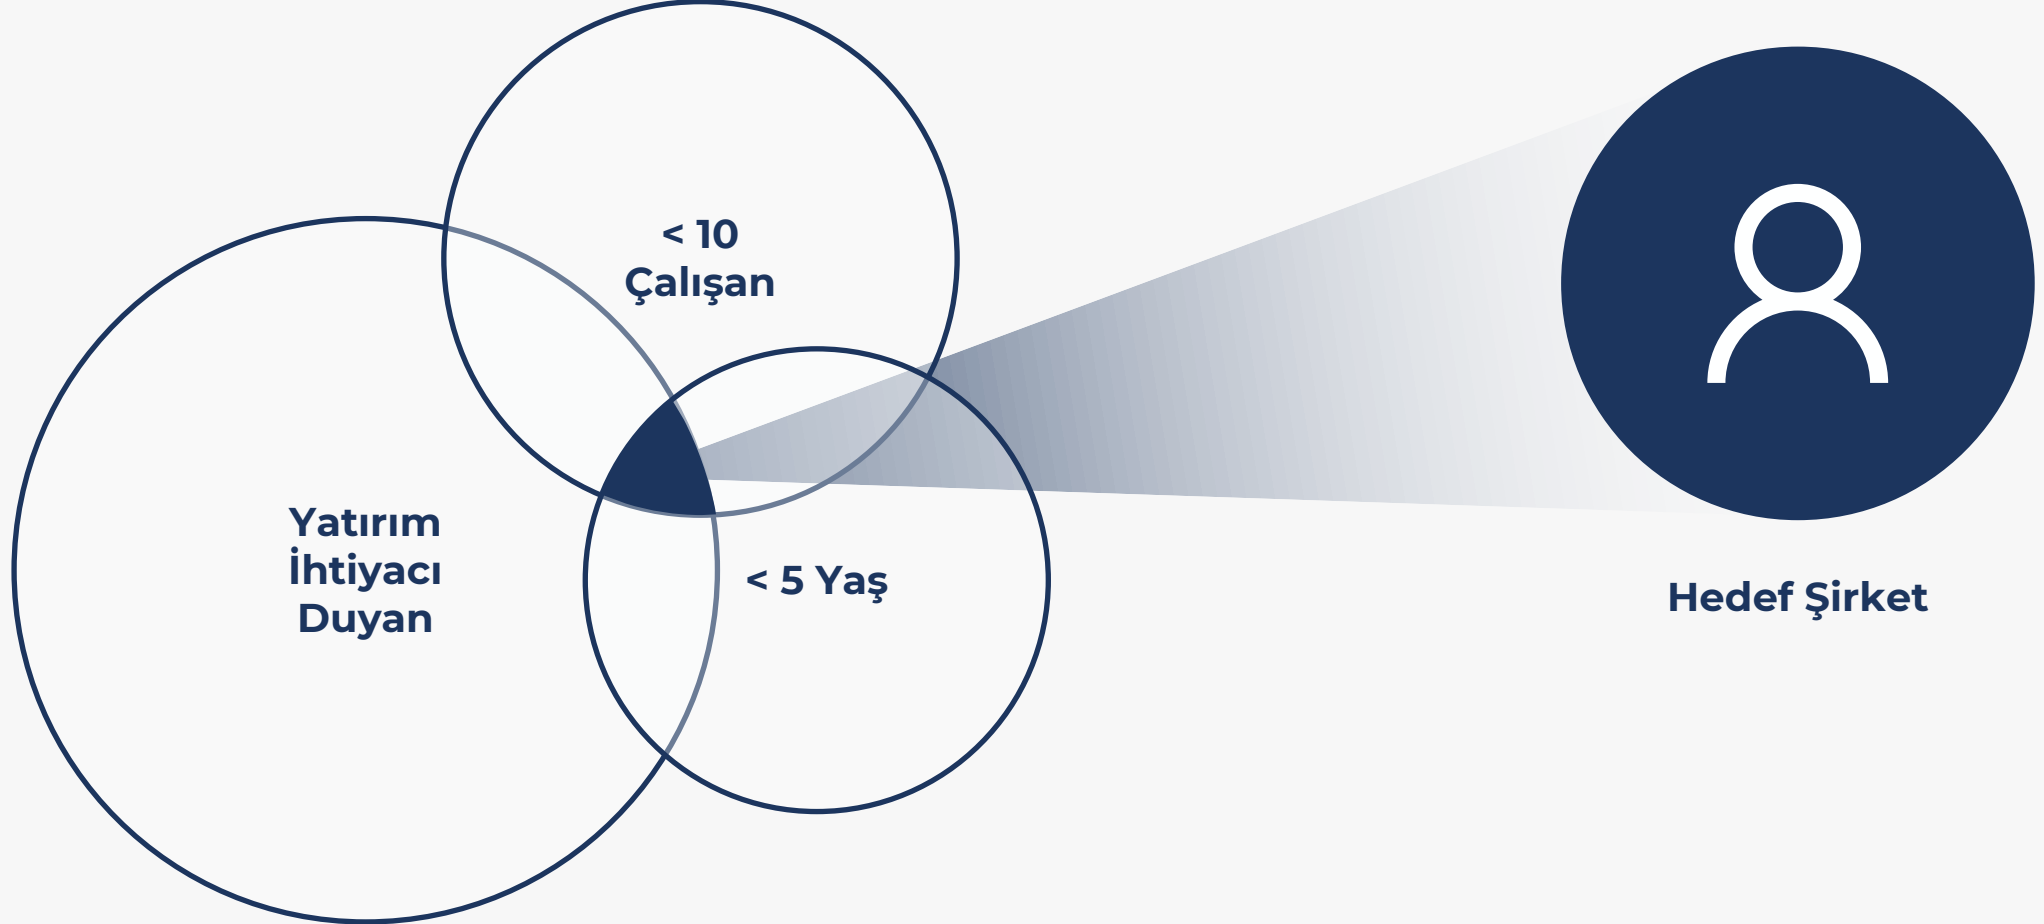 < 10
Çalışan
Yatırım
İhtiyacı
Duyan
< 5 Yaş
Hedef Şirket